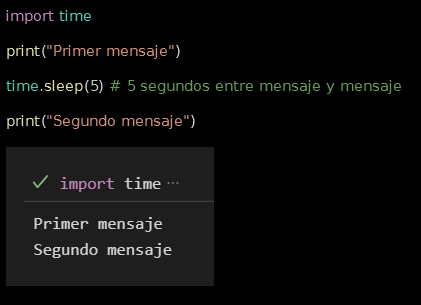 import time
print("Primer mensaje")
time.sleep(5) # 5 segundos entre mensaje y mensaje
print("Segundo mensaje")
import time ...
Primer mensaje
Segundo mensaje